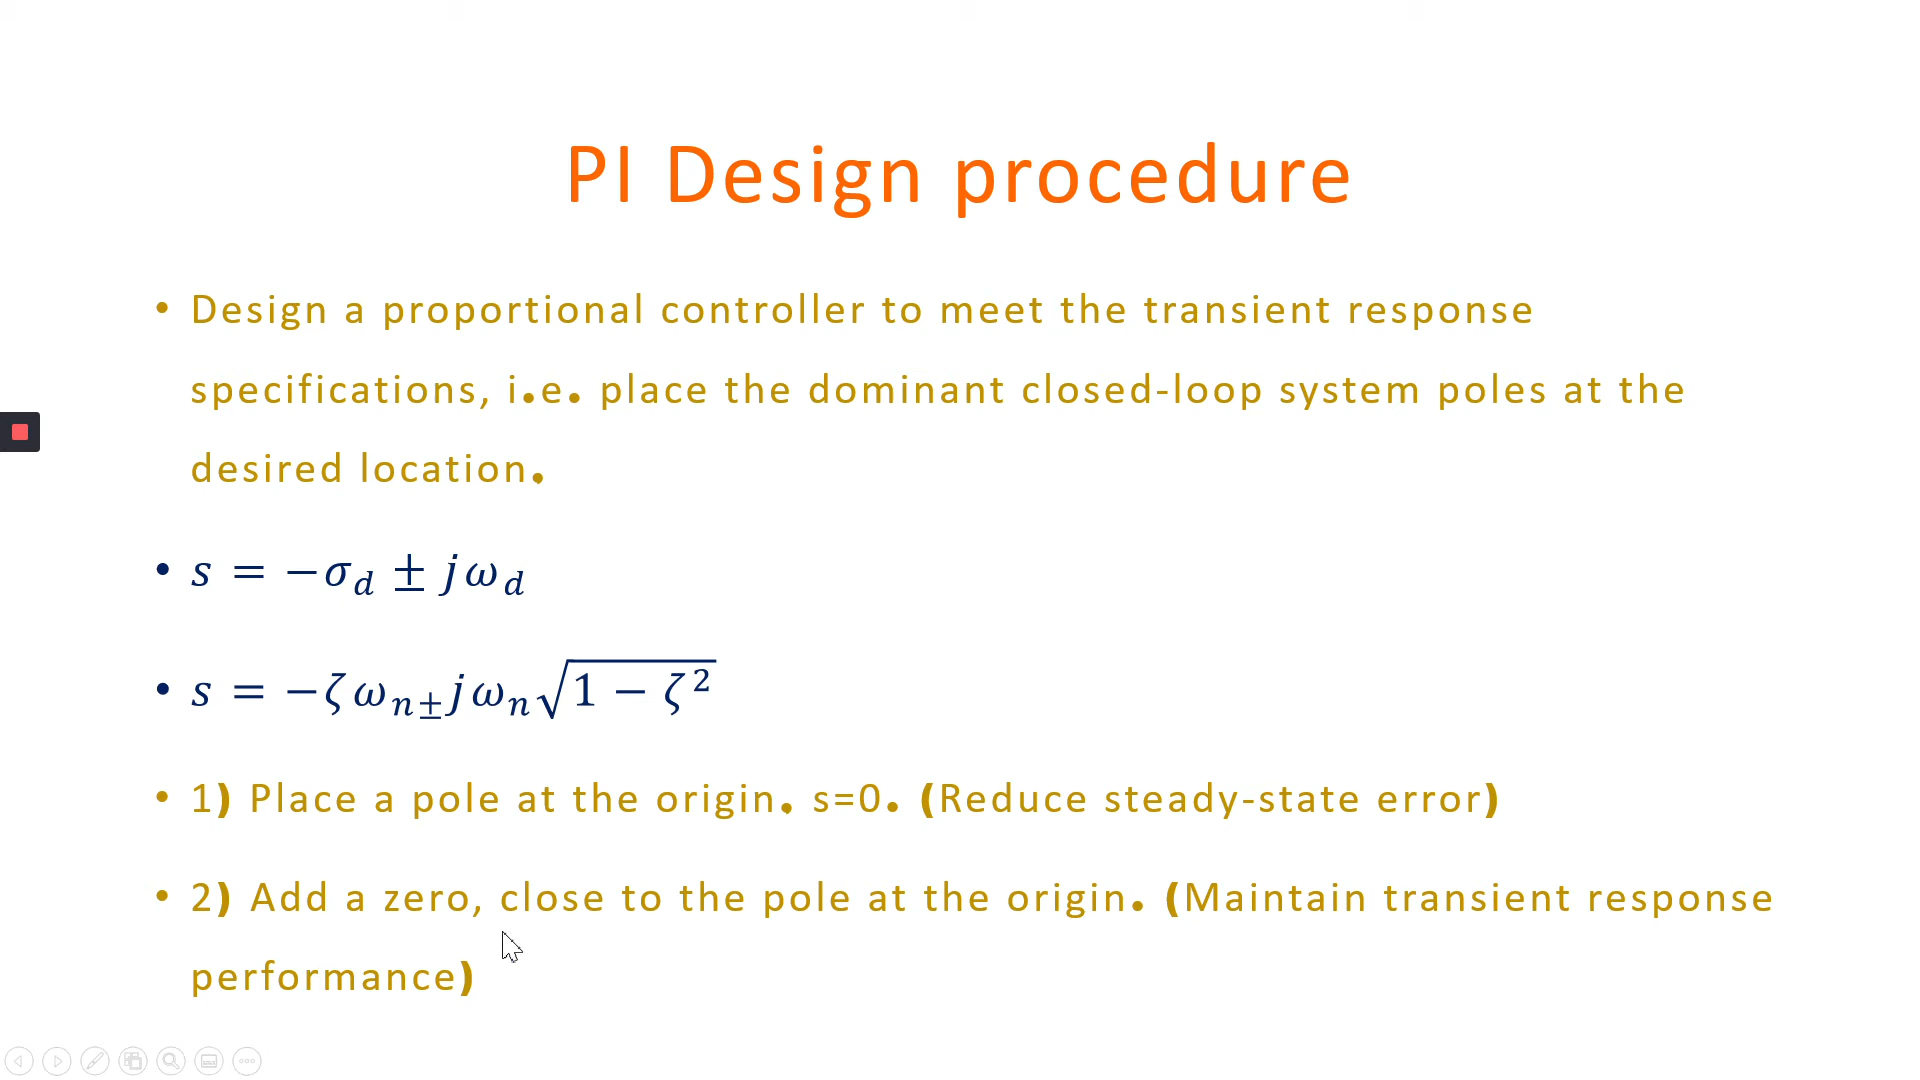 PI Design procedure
• Design a proportional controller to meet the transient response
specifications, i.e. place the dominant closed-loop system poles at the
desired location.
• s = −σ_d ± jω_d
• s = −ζω_{n±}jω_n√(1 − ζ²)
• 1) Place a pole at the origin, s=0. (Reduce steady-state error)
• 2) Add a zero, close to the pole at the origin. (Maintain transient response
performance)